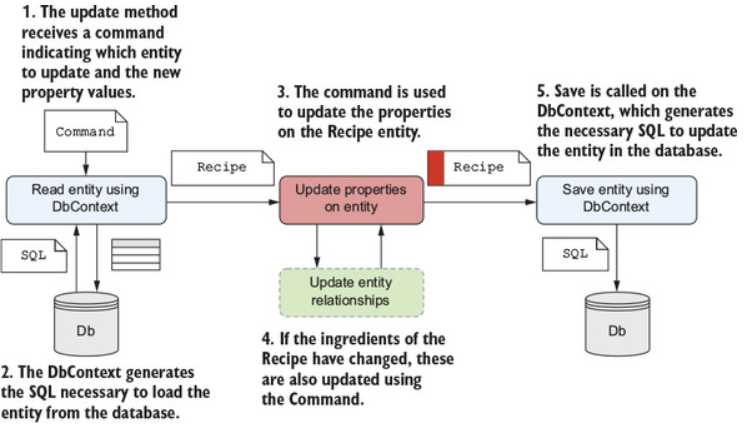 1. The update method
receives a command
indicating which entity
to update and the new
property values.
Command
Read entity using
DbContext
SQL
Db
2. The DbContext generates
the SQL necessary to load the
entity from the database.
Recipe
3. The command is used
to update the properties
on the Recipe entity.
Update properties
on entity
Update entity
relationships
4. If the ingredients of the
Recipe have changed, these
are also updated using
the Command.
Recipe
5. Save is called on the
DbContext, which generates
the necessary SQL to update
the entity in the database.
Save entity using
DbContext
SQL
Db